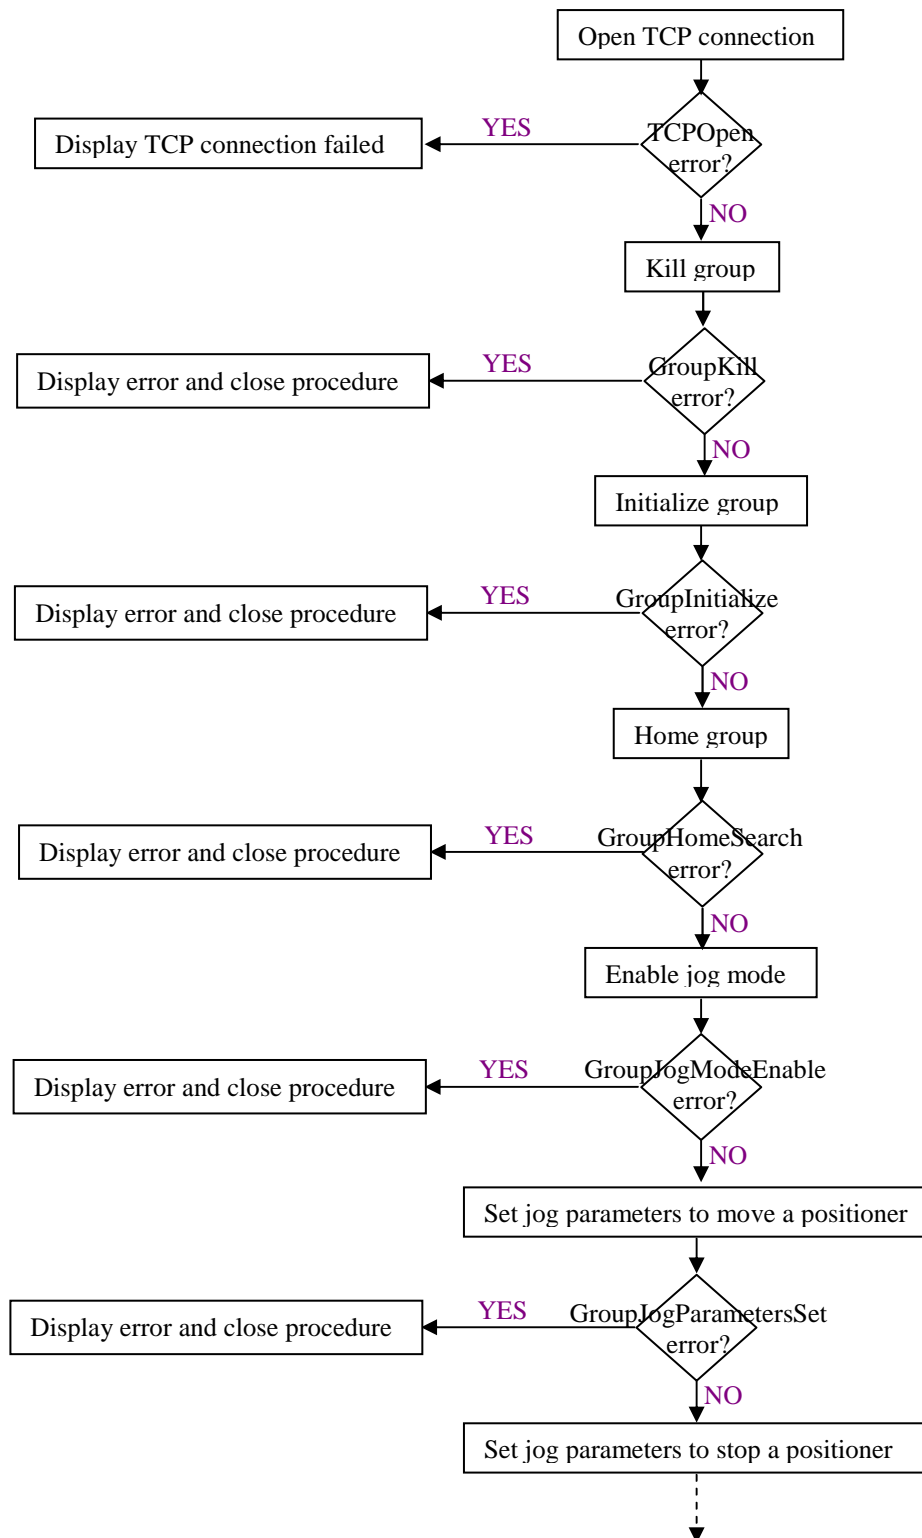 Open TCP connection
YES
TCPOpen
error?
Display TCP connection failed
NO
Kill group
YES
GroupKill
error?
Display error and close procedure
NO
Initialize group
YES
GroupInitialize
error?
Display error and close procedure
NO
Home group
YES
GroupHomeSearch
error?
Display error and close procedure
NO
Enable jog mode
YES
GroupJogModeEnable
error?
Display error and close procedure
NO
Set jog parameters to move a positioner
YES
GroupJogParametersSet
error?
Display error and close procedure
NO
Set jog parameters to stop a positioner